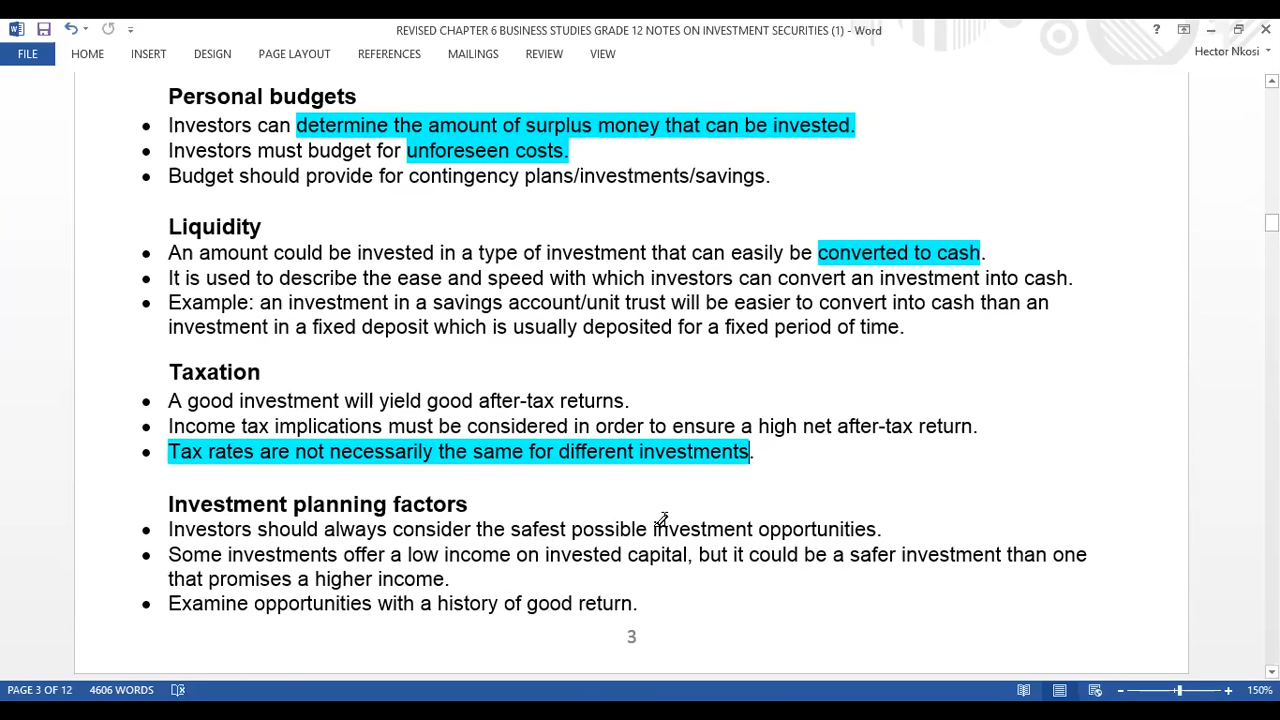 REVISED CHAPTER 6 BUSINESS STUDIES GRADE 12 NOTES ON INVESTMENT SECURITIES (1) - Word
?
FILE HOME INSERT DESIGN PAGE LAYOUT REFERENCES MAILINGS REVIEW VIEW Hector Nkosi
Personal budgets
• Investors can determine the amount of surplus money that can be invested.
• Investors must budget for unforeseen costs.
• Budget should provide for contingency plans/investments/savings.
Liquidity
• An amount could be invested in a type of investment that can easily be converted to cash.
• It is used to describe the ease and speed with which investors can convert an investment into cash.
• Example: an investment in a savings account/unit trust will be easier to convert into cash than an
investment in a fixed deposit which is usually deposited for a fixed period of time.
Taxation
• A good investment will yield good after-tax returns.
• Income tax implications must be considered in order to ensure a high net after-tax return.
• Tax rates are not necessarily the same for different investments.
Investment planning factors
• Investors should always consider the safest possible investment opportunities.
• Some investments offer a low income on invested capital, but it could be a safer investment than one
that promises a higher income.
• Examine opportunities with a history of good return.
3
PAGE 3 OF 12 4606 WORDS 150%